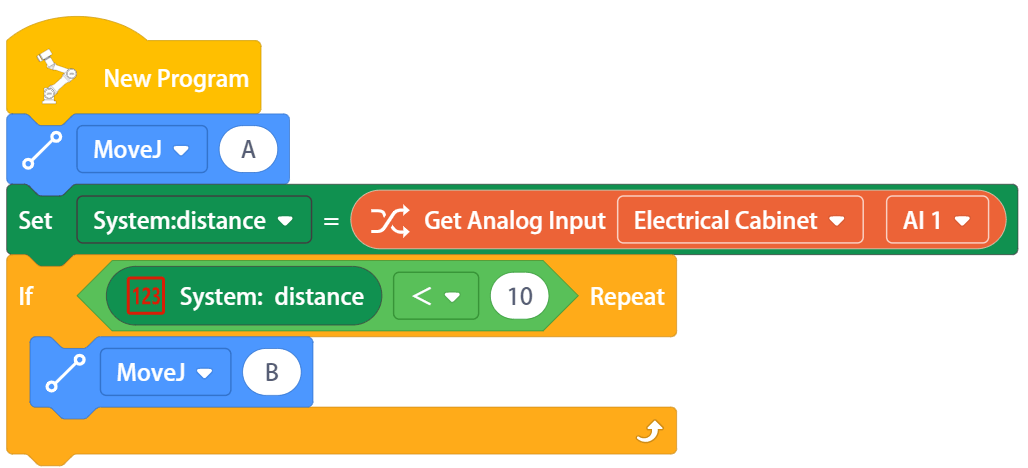 New Program
MoveJ A
Set System:distance = Get Analog Input Electrical Cabinet AI 1
If 123 System: distance < 10 Repeat
MoveJ B